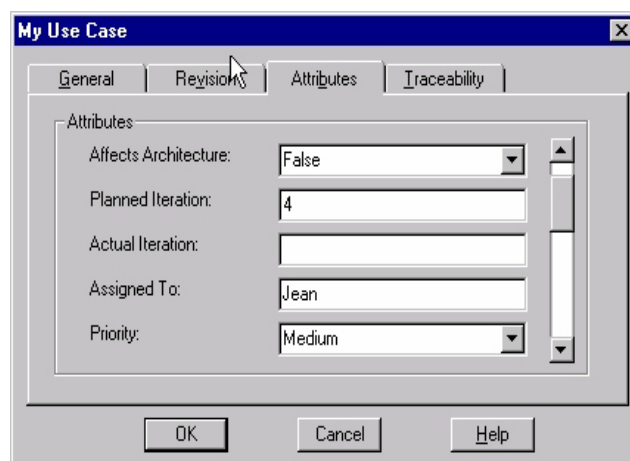 My Use Case
General Revision Attributes Traceability
Attributes
Affects Architecture: False
Planned Iteration: 4
Actual Iteration:
Assigned To: Jean
Priority: Medium
OK Cancel Help